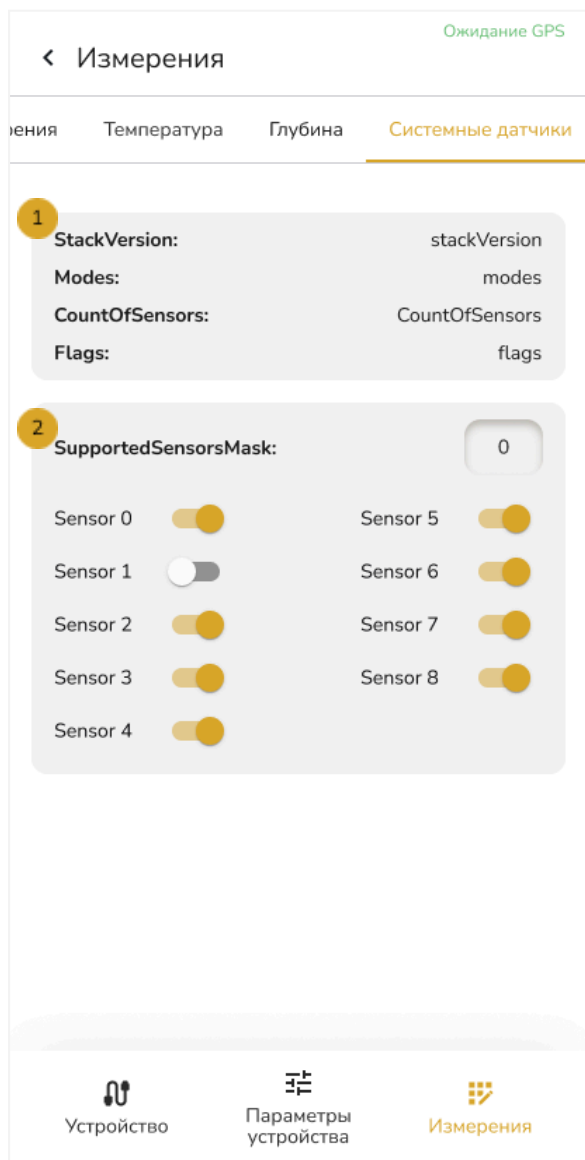 Ожидание GPS
Измерения
рения Температура Глубина Системные датчики
1
StackVersion: stackVersion
Modes: modes
CountOfSensors: CountOfSensors
Flags: flags
2
SupportedSensorsMask: 0
Sensor 0 Sensor 5
Sensor 1 Sensor 6
Sensor 2 Sensor 7
Sensor 3 Sensor 8
Sensor 4
Устройство Параметры устройства Измерения